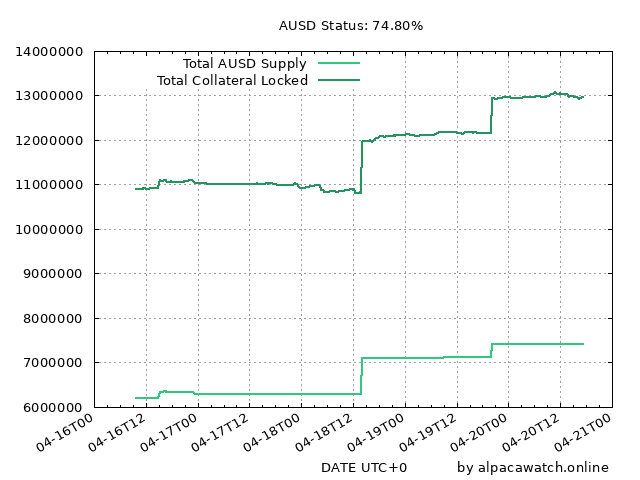 AUSD Status: 74.80%
Total AUSD Supply
Total Collateral Locked
14000000
13000000
12000000
11000000
10000000
9000000
8000000
7000000
6000000
04-16T00
04-16T12
04-17T00
04-17T12
04-18T00
04-18T12
04-19T00
04-19T12
04-20T00
04-20T12
04-21T00
DATE UTC+0
by alpacawatch.online